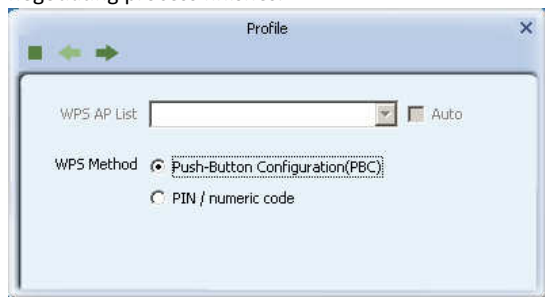 Profile
WPS AP List
Auto
WPS Method
Push-Button Configuration(PBC)
PIN / numeric code